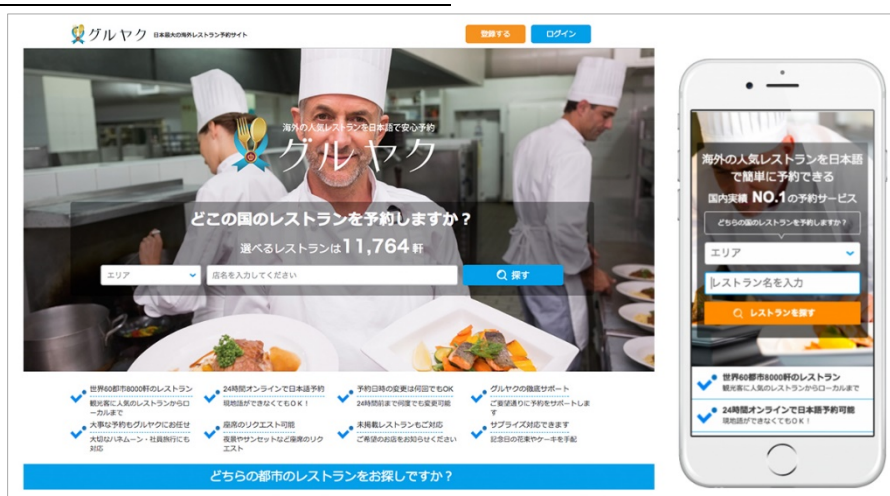 グルヤク 日本最大の海外レストラン予約サイト
登録する
ログイン
海外の人気レストランを日本語で安心予約
グルヤク
どこの国のレストランを予約しますか?
選べるレストランは11,764軒
エリア
店名を入力してください
探す
世界60都市8000軒のレストラン
観光客に人気のレストランからロ
ーカルまで
24時間オンラインで日本語予約
現地語ができなくてもOK!
予約日時の変更は何回でもOK
24時間前まで何度でも変更可能
グルヤクの徹底サポート
ご要望通りに予約をサポートしま
す
大事な予約もグルヤクにお任せ
大切なハネムーン・社員旅行にも
対応
座席のリクエスト可能
夜景やサンセットなど座席のリク
エスト
未掲載レストランもご対応
ご希望のお店をお知らせください
サプライズ対応できます
記念日の花束やケーキを手配
どちらの都市のレストランをお探しですか?
海外の人気レストランを日本語
で簡単に予約できる
国内実績 NO.1の予約サービス
どちらの国のレストランを予約しますか?
エリア
レストラン名を入力
レストランを探す
世界60都市8000軒のレストラン
観光客に人気のレストランからローカルまで
24時間オンラインで日本語予約可能
現地語ができなくてもOK!